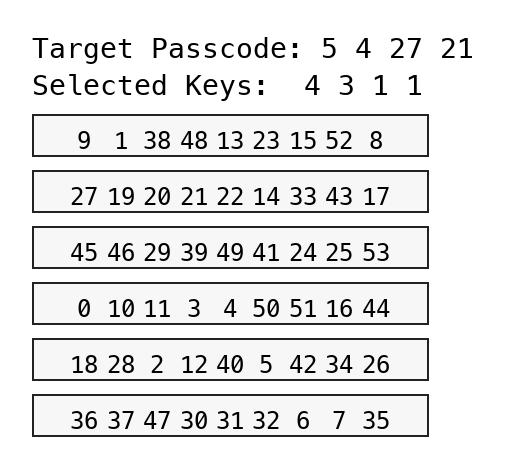 Target Passcode: 5 4 27 21
Selected Keys: 4 3 1 1
9 1 38 48 13 23 15 52 8
27 19 20 21 22 14 33 43 17
45 46 29 39 49 41 24 25 53
0 10 11 3 4 50 51 16 44
18 28 2 12 40 5 42 34 26
36 37 47 30 31 32 6 7 35